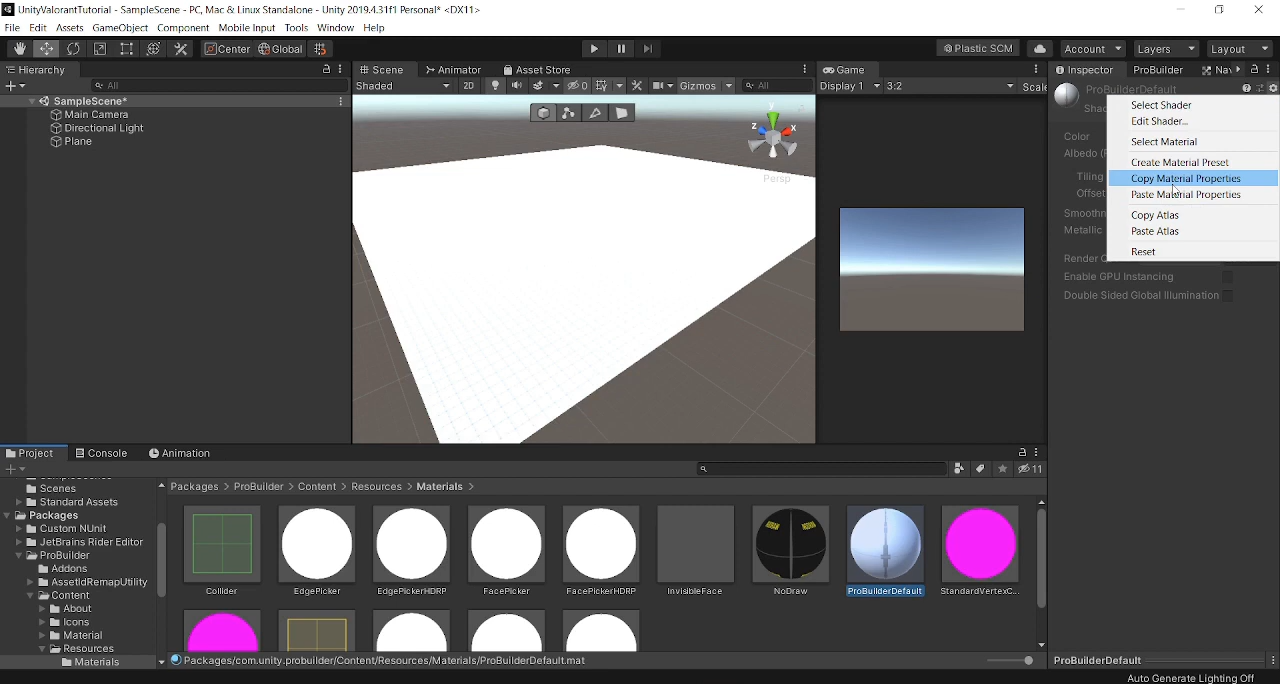 UnityValorantTutorial - SampleScene - PC, Mac & Linux Standalone - Unity 2019.4.31f1 Personal* <DX11>
File Edit Assets GameObject Component Mobile Input Tools Window Help
Center Global Plastic SCM Account Layers Layout
Hierarchy Scene Animator Asset Store Game Inspector ProBuilder Nav
All Shaded 2D 0 Gizmos All Display 1 3:2 Scale
SampleScene*
Main Camera
Directional Light
Plane
y
z x
Persp
ProBuilderDefault
Color
Tiling
Offset
Metallic
Enable GPU Instancing
Double Sided Global Illumination
Select Shader
Edit Shader...
Select Material
Create Material Preset
Copy Material Properties
Paste Material Properties
Copy Atlas
Paste Atlas
Reset
Project Console Animation
11
Scenes
Standard Assets
Packages
Custom NUnit
JetBrains Rider Editor
ProBuilder
Addons
AssetIdRemapUtility
Content
About
Icons
Material
Resources
Materials
Packages > ProBuilder > Content > Resources > Materials >
Collider EdgePicker EdgePickerHDRP FacePicker FacePickerHDRP InvisibleFace NoDraw ProBuilderDefault StandardVertexC...
Packages/com.unity.probuilder/Content/Resources/Materials/ProBuilderDefault.mat
ProBuilderDefault
Auto Generate Lighting Off